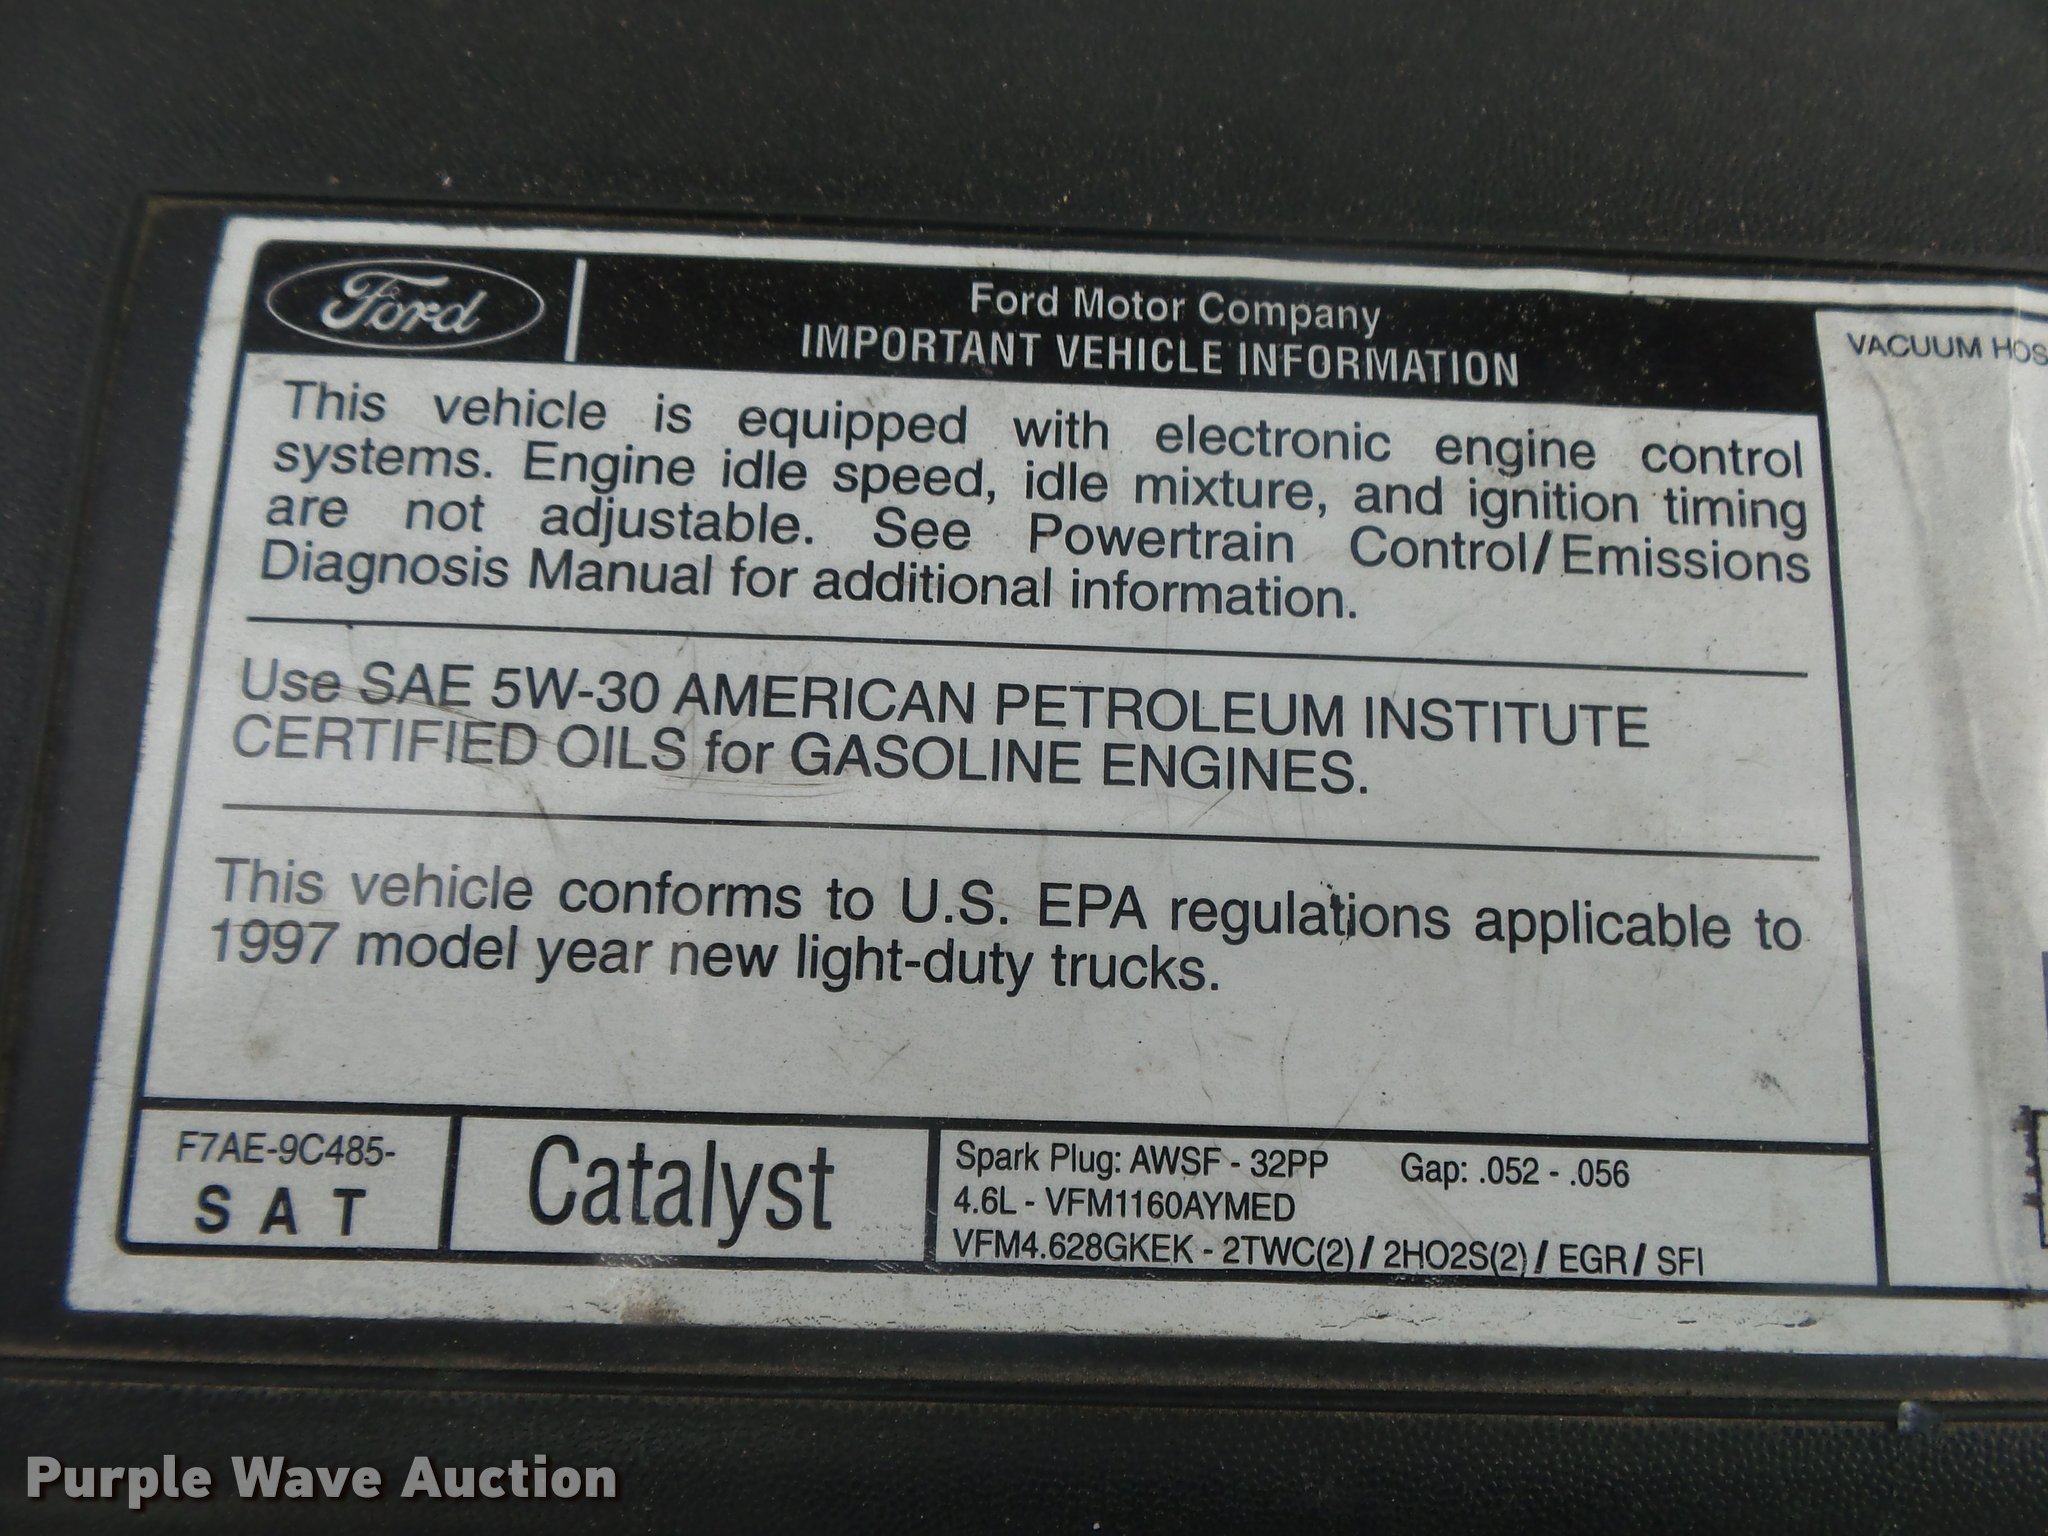 Ford
Ford Motor Company
IMPORTANT VEHICLE INFORMATION
This vehicle is equipped with electronic engine control
systems. Engine idle speed, idle mixture, and ignition timing
are not adjustable. See Powertrain Control/Emissions
Diagnosis Manual for additional information.
Use SAE 5W-30 AMERICAN PETROLEUM INSTITUTE
CERTIFIED OILS for GASOLINE ENGINES.
This vehicle conforms to U.S. EPA regulations applicable to
1997 model year new light-duty trucks.
F7AE-9C485-
S A T
Catalyst
Spark Plug: AWSF - 32PP Gap: .052 - .056
4.6L - VFM1160AYMED
VFM4.628GKEK - 2TWC(2) / 2HO2S(2) / EGR / SFI
VACUUM HOS
Purple Wave Auction